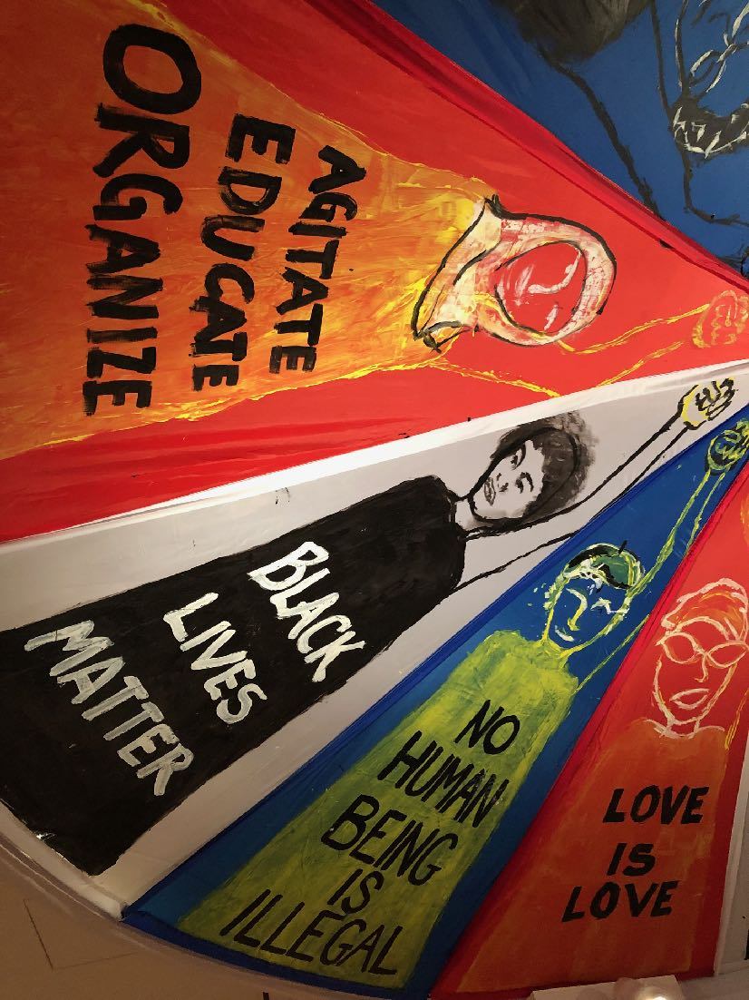 AGITATE
EDUCATE
ORGANIZE
BLACK
LIVES
MATTER
NO
HUMAN
BEING
IS
ILLEGAL
LOVE
IS
LOVE